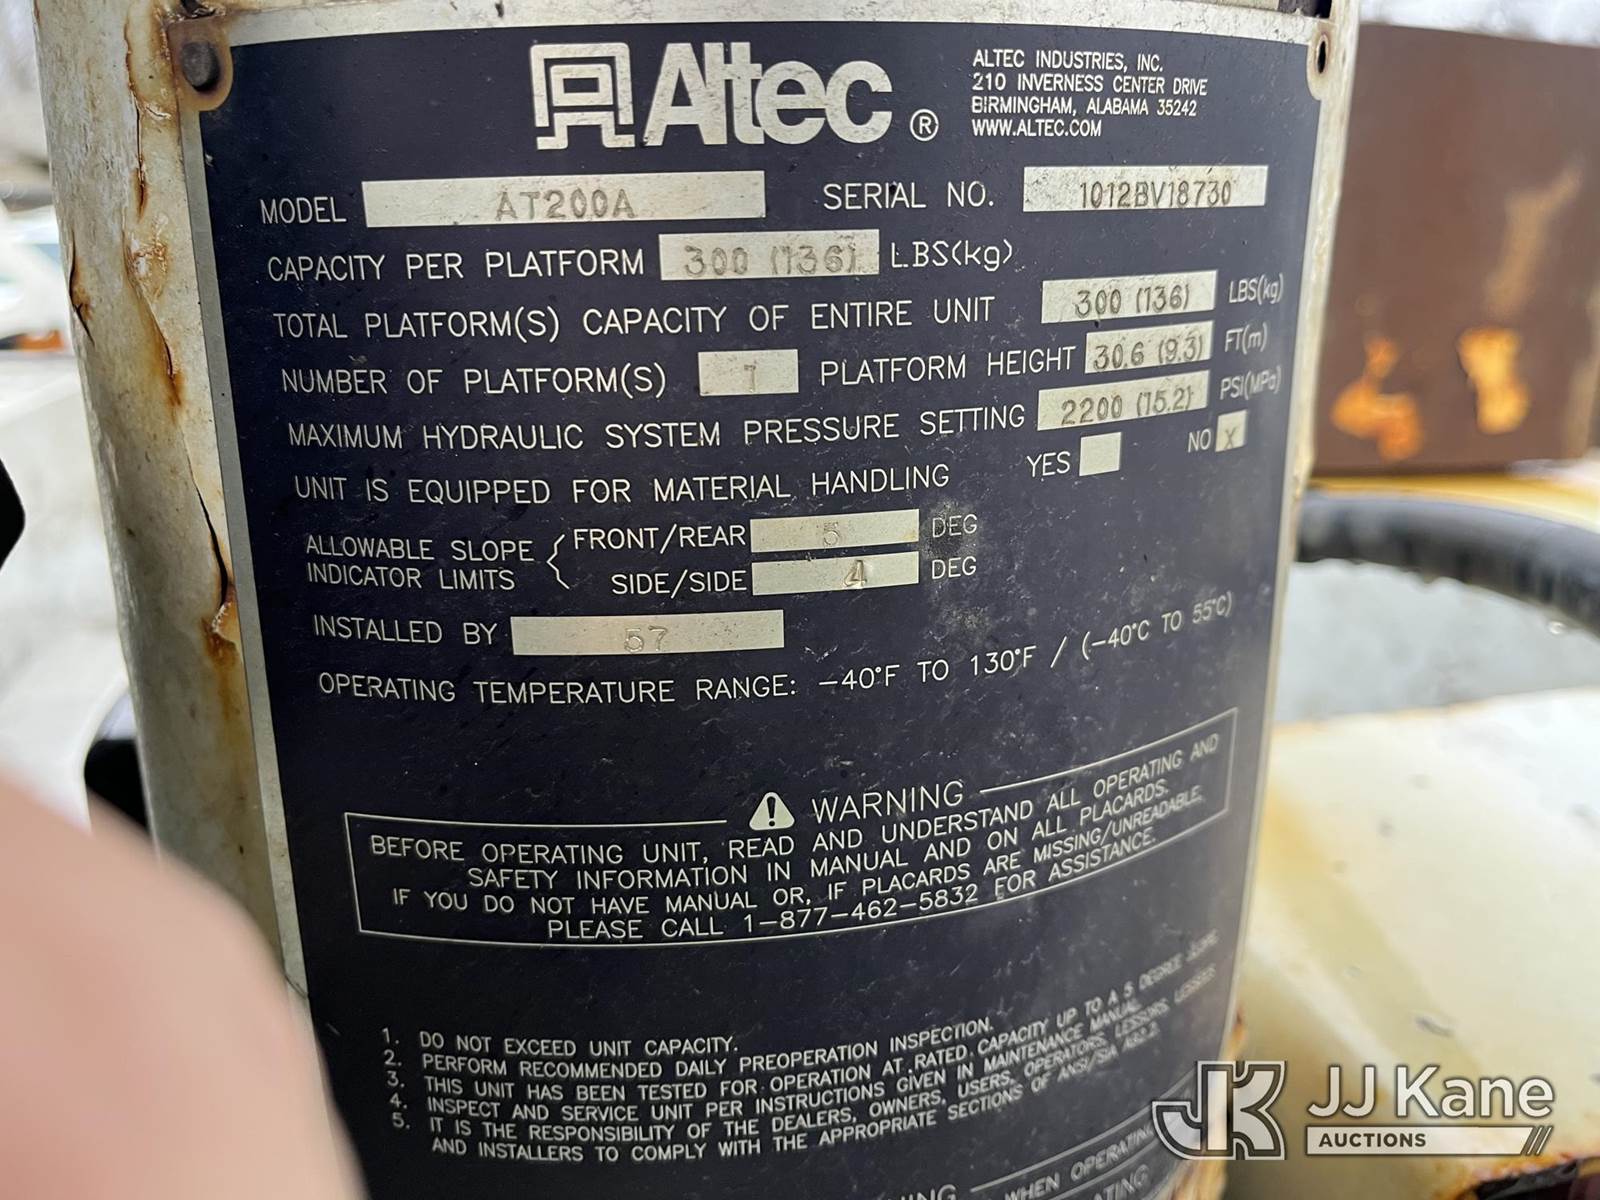 Altec ®
ALTEC INDUSTRIES, INC.
210 INVERNESS CENTER DRIVE
BIRMINGHAM, ALABAMA 35242
WWW.ALTEC.COM
MODEL AT200A SERIAL NO. 1012BV18730
CAPACITY PER PLATFORM 300 (136) LBS(kg)
TOTAL PLATFORM(S) CAPACITY OF ENTIRE UNIT 300 (136) LBS(kg)
NUMBER OF PLATFORM(S) 1 PLATFORM HEIGHT 30.6 (9.3) FT(m)
MAXIMUM HYDRAULIC SYSTEM PRESSURE SETTING 2200 (15.2) PSI(MPa)
UNIT IS EQUIPPED FOR MATERIAL HANDLING YES NO X
ALLOWABLE SLOPE INDICATOR LIMITS { FRONT/REAR 5 DEG
SIDE/SIDE 4 DEG
INSTALLED BY 57
OPERATING TEMPERATURE RANGE: -40°F TO 130°F / (-40°C TO 55°C)
WARNING
BEFORE OPERATING UNIT, READ AND UNDERSTAND ALL OPERATING AND
SAFETY INFORMATION IN MANUAL AND ON ALL PLACARDS.
IF YOU DO NOT HAVE MANUAL OR, IF PLACARDS ARE MISSING/UNREADABLE,
PLEASE CALL 1-877-462-5832 FOR ASSISTANCE.
1. DO NOT EXCEED UNIT CAPACITY.
2. PERFORM RECOMMENDED DAILY PREOPERATION INSPECTION.
3. THIS UNIT HAS BEEN TESTED FOR OPERATION AT RATED CAPACITY UP TO A 5 DEGREE SLOPE
4. INSPECT AND SERVICE UNIT PER INSTRUCTIONS GIVEN IN MAINTENANCE MANUAL.
5. IT IS THE RESPONSIBILITY OF THE DEALERS, OWNERS, USERS, OPERATORS, LESSORS, LESSEES
AND INSTALLERS TO COMPLY WITH THE APPROPRIATE SECTIONS OF ANSI/SIA A92.2.
WHEN OPERATING
JK JJ Kane
AUCTIONS